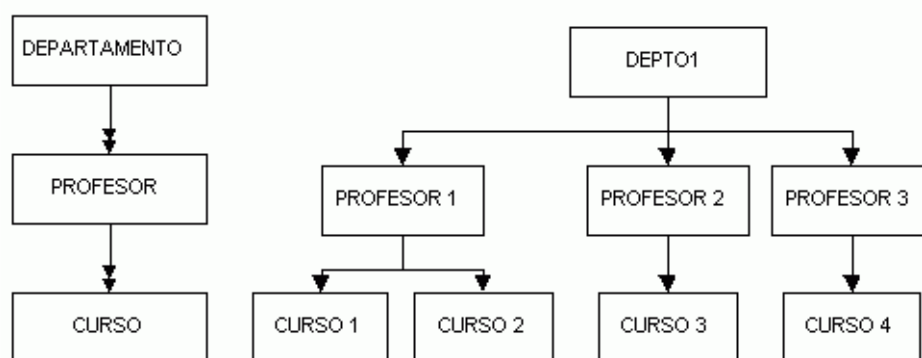 DEPARTAMENTO
DEPTO1
PROFESOR
PROFESOR 1
PROFESOR 2
PROFESOR 3
CURSO
CURSO 1
CURSO 2
CURSO 3
CURSO 4